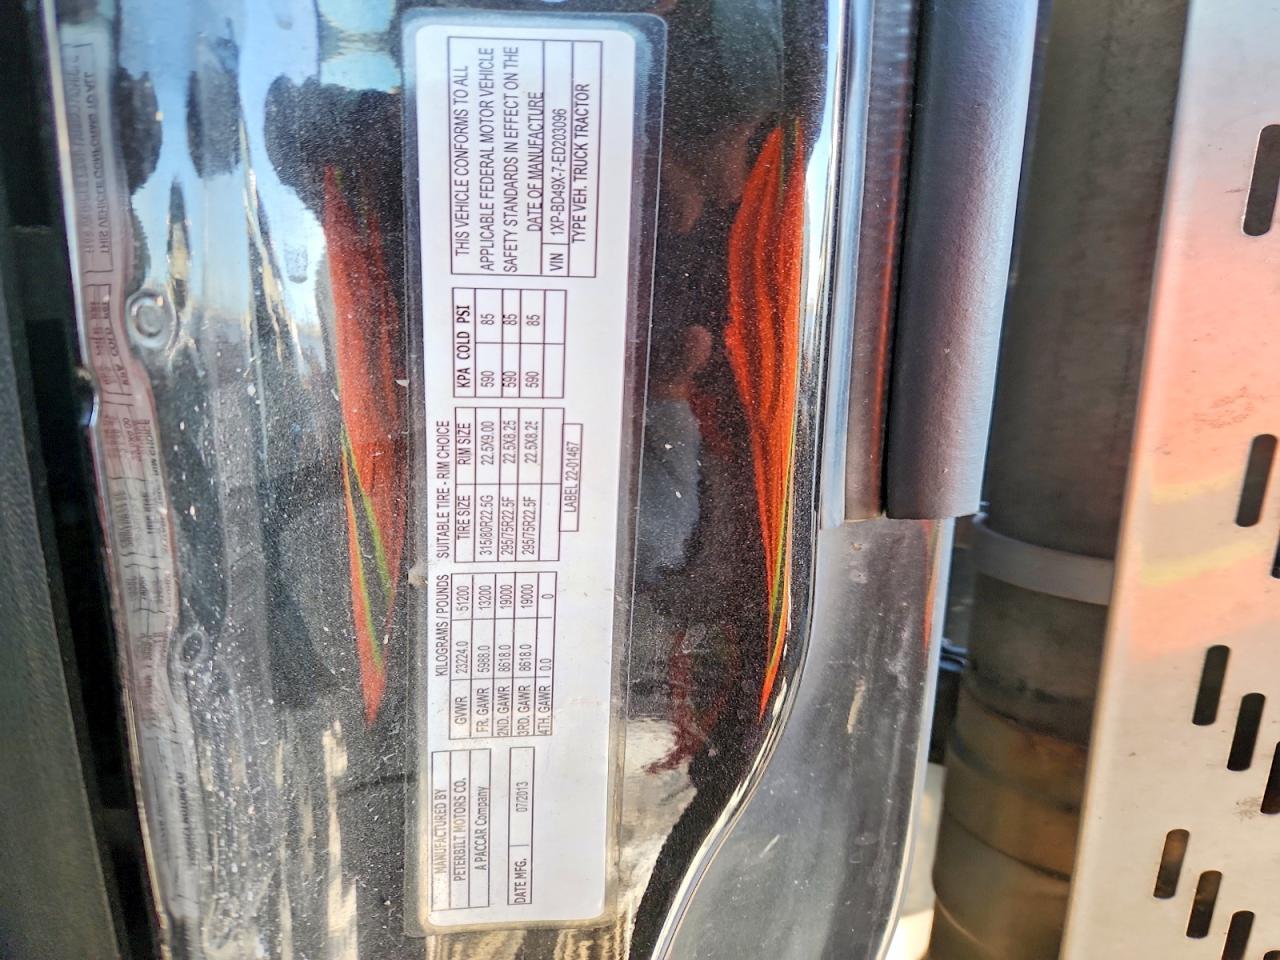 MANUFACTURED BY
PETERBILT MOTORS CO.
A PACCAR Company
DATE MFG. 07/2013
KILOGRAMS / POUNDS
GVWR 23224.0 51200
FR. GAWR 5988.0 13200
2ND. GAWR 8618.0 19000
3RD. GAWR 8618.0 19000
4TH. GAWR 0.0 0
SUITABLE TIRE - RIM CHOICE
TIRE SIZE RIM SIZE
315/80R22.5G 22.5X9.00
295/75R22.5F 22.5X8.25
295/75R22.5F 22.5X8.25
LABEL 22-01467
KPA COLD PSI
590 85
590 85
590 85
THIS VEHICLE CONFORMS TO ALL
APPLICABLE FEDERAL MOTOR VEHICLE
SAFETY STANDARDS IN EFFECT ON THE
DATE OF MANUFACTURE
VIN 1XP-BD49X-7-ED203096
TYPE VEH. TRUCK TRACTOR